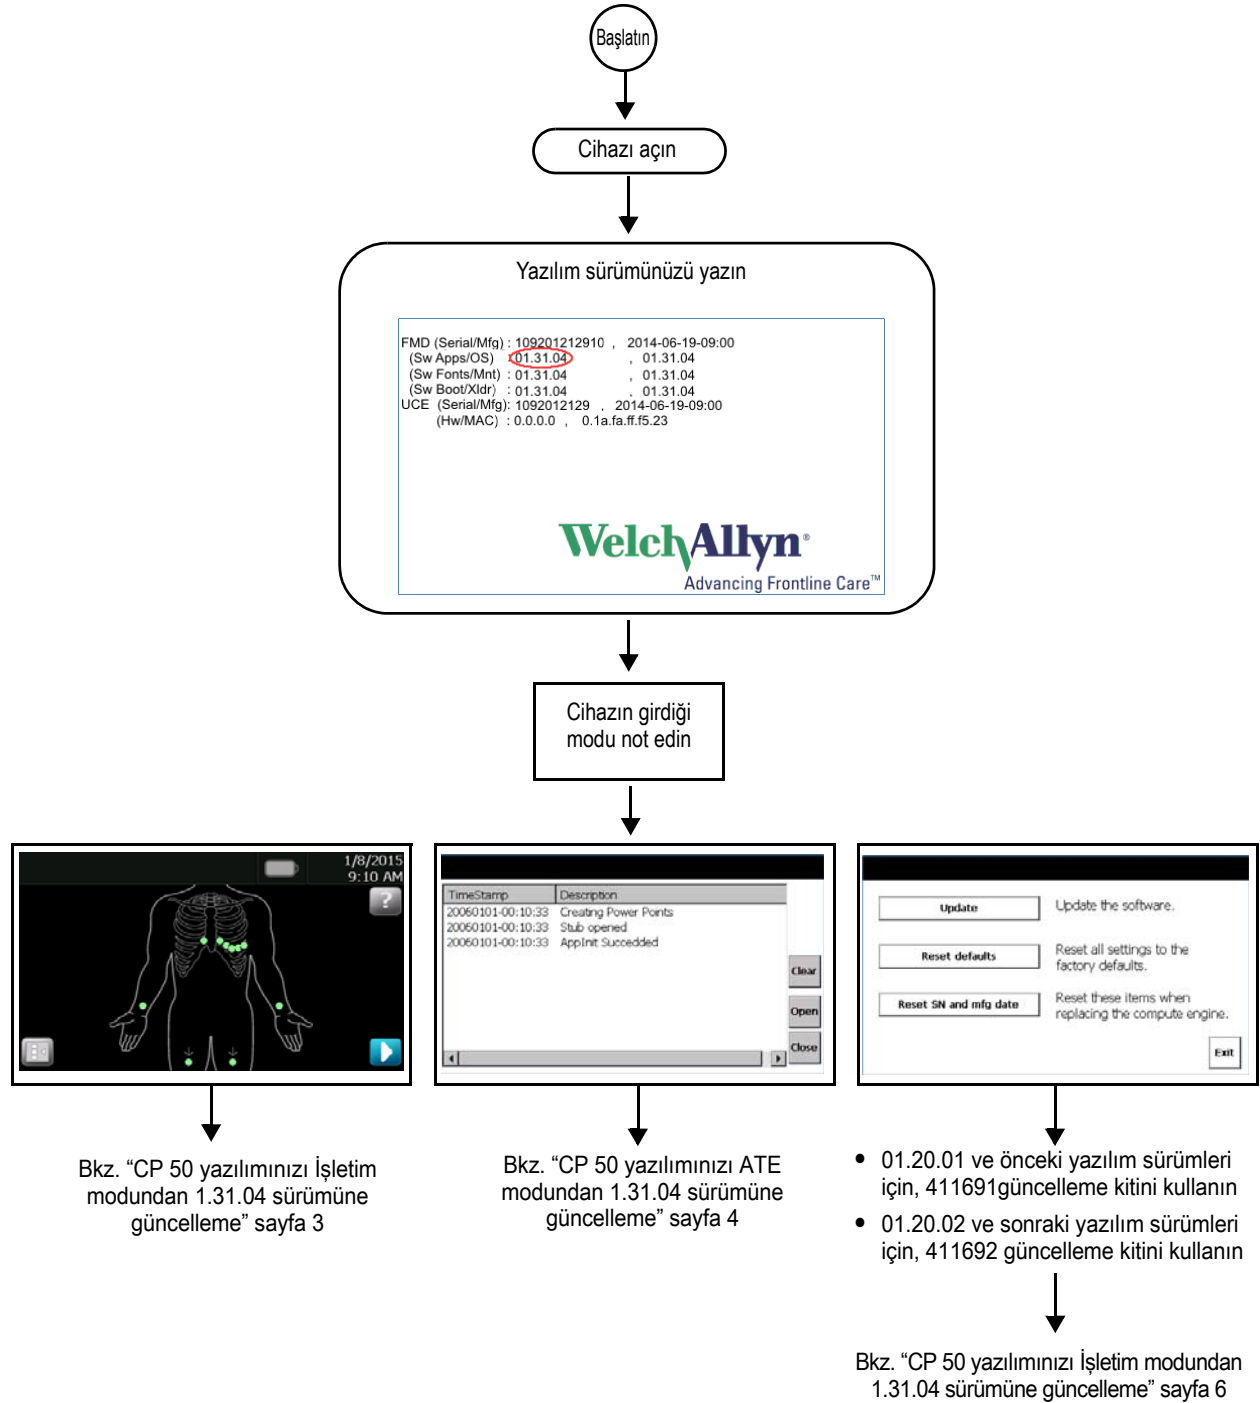 Başlatın
Cihazı açın
Yazılım sürümünüzü yazın
FMD (Serial/Mfg) : 109201212910 , 2014-06-19-09:00
(Sw Apps/OS) : 01.31.04 , 01.31.04
(Sw Fonts/Mnt) : 01.31.04 , 01.31.04
(Sw Boot/Xldr) : 01.31.04 , 01.31.04
UCE (Serial/Mfg): 1092012129 , 2014-06-19-09:00
(Hw/MAC) : 0.0.0.0 , 0.1a.fa.ff.f5.23
WelchAllyn®
Advancing Frontline Care™
Cihazın girdiği
modu not edin
1/8/2015
9:10 AM
?
TimeStamp Description
20060101-00:10:33 Creating Power Points
20060101-00:10:33 Stub opened
20060101-00:10:33 AppInit Succedded
Clear
Open
Close
Update Update the software.
Reset defaults Reset all settings to the
factory defaults.
Reset SN and mfg date Reset these items when
replacing the compute engine.
Exit
Bkz. “CP 50 yazılımınızı İşletim
modundan 1.31.04 sürümüne
güncelleme” sayfa 3
Bkz. “CP 50 yazılımınızı ATE
modundan 1.31.04 sürümüne
güncelleme” sayfa 4
• 01.20.01 ve önceki yazılım sürümleri
için, 411691güncelleme kitini kullanın
• 01.20.02 ve sonraki yazılım sürümleri
için, 411692 güncelleme kitini kullanın
Bkz. “CP 50 yazılımınızı İşletim modundan
1.31.04 sürümüne güncelleme” sayfa 6